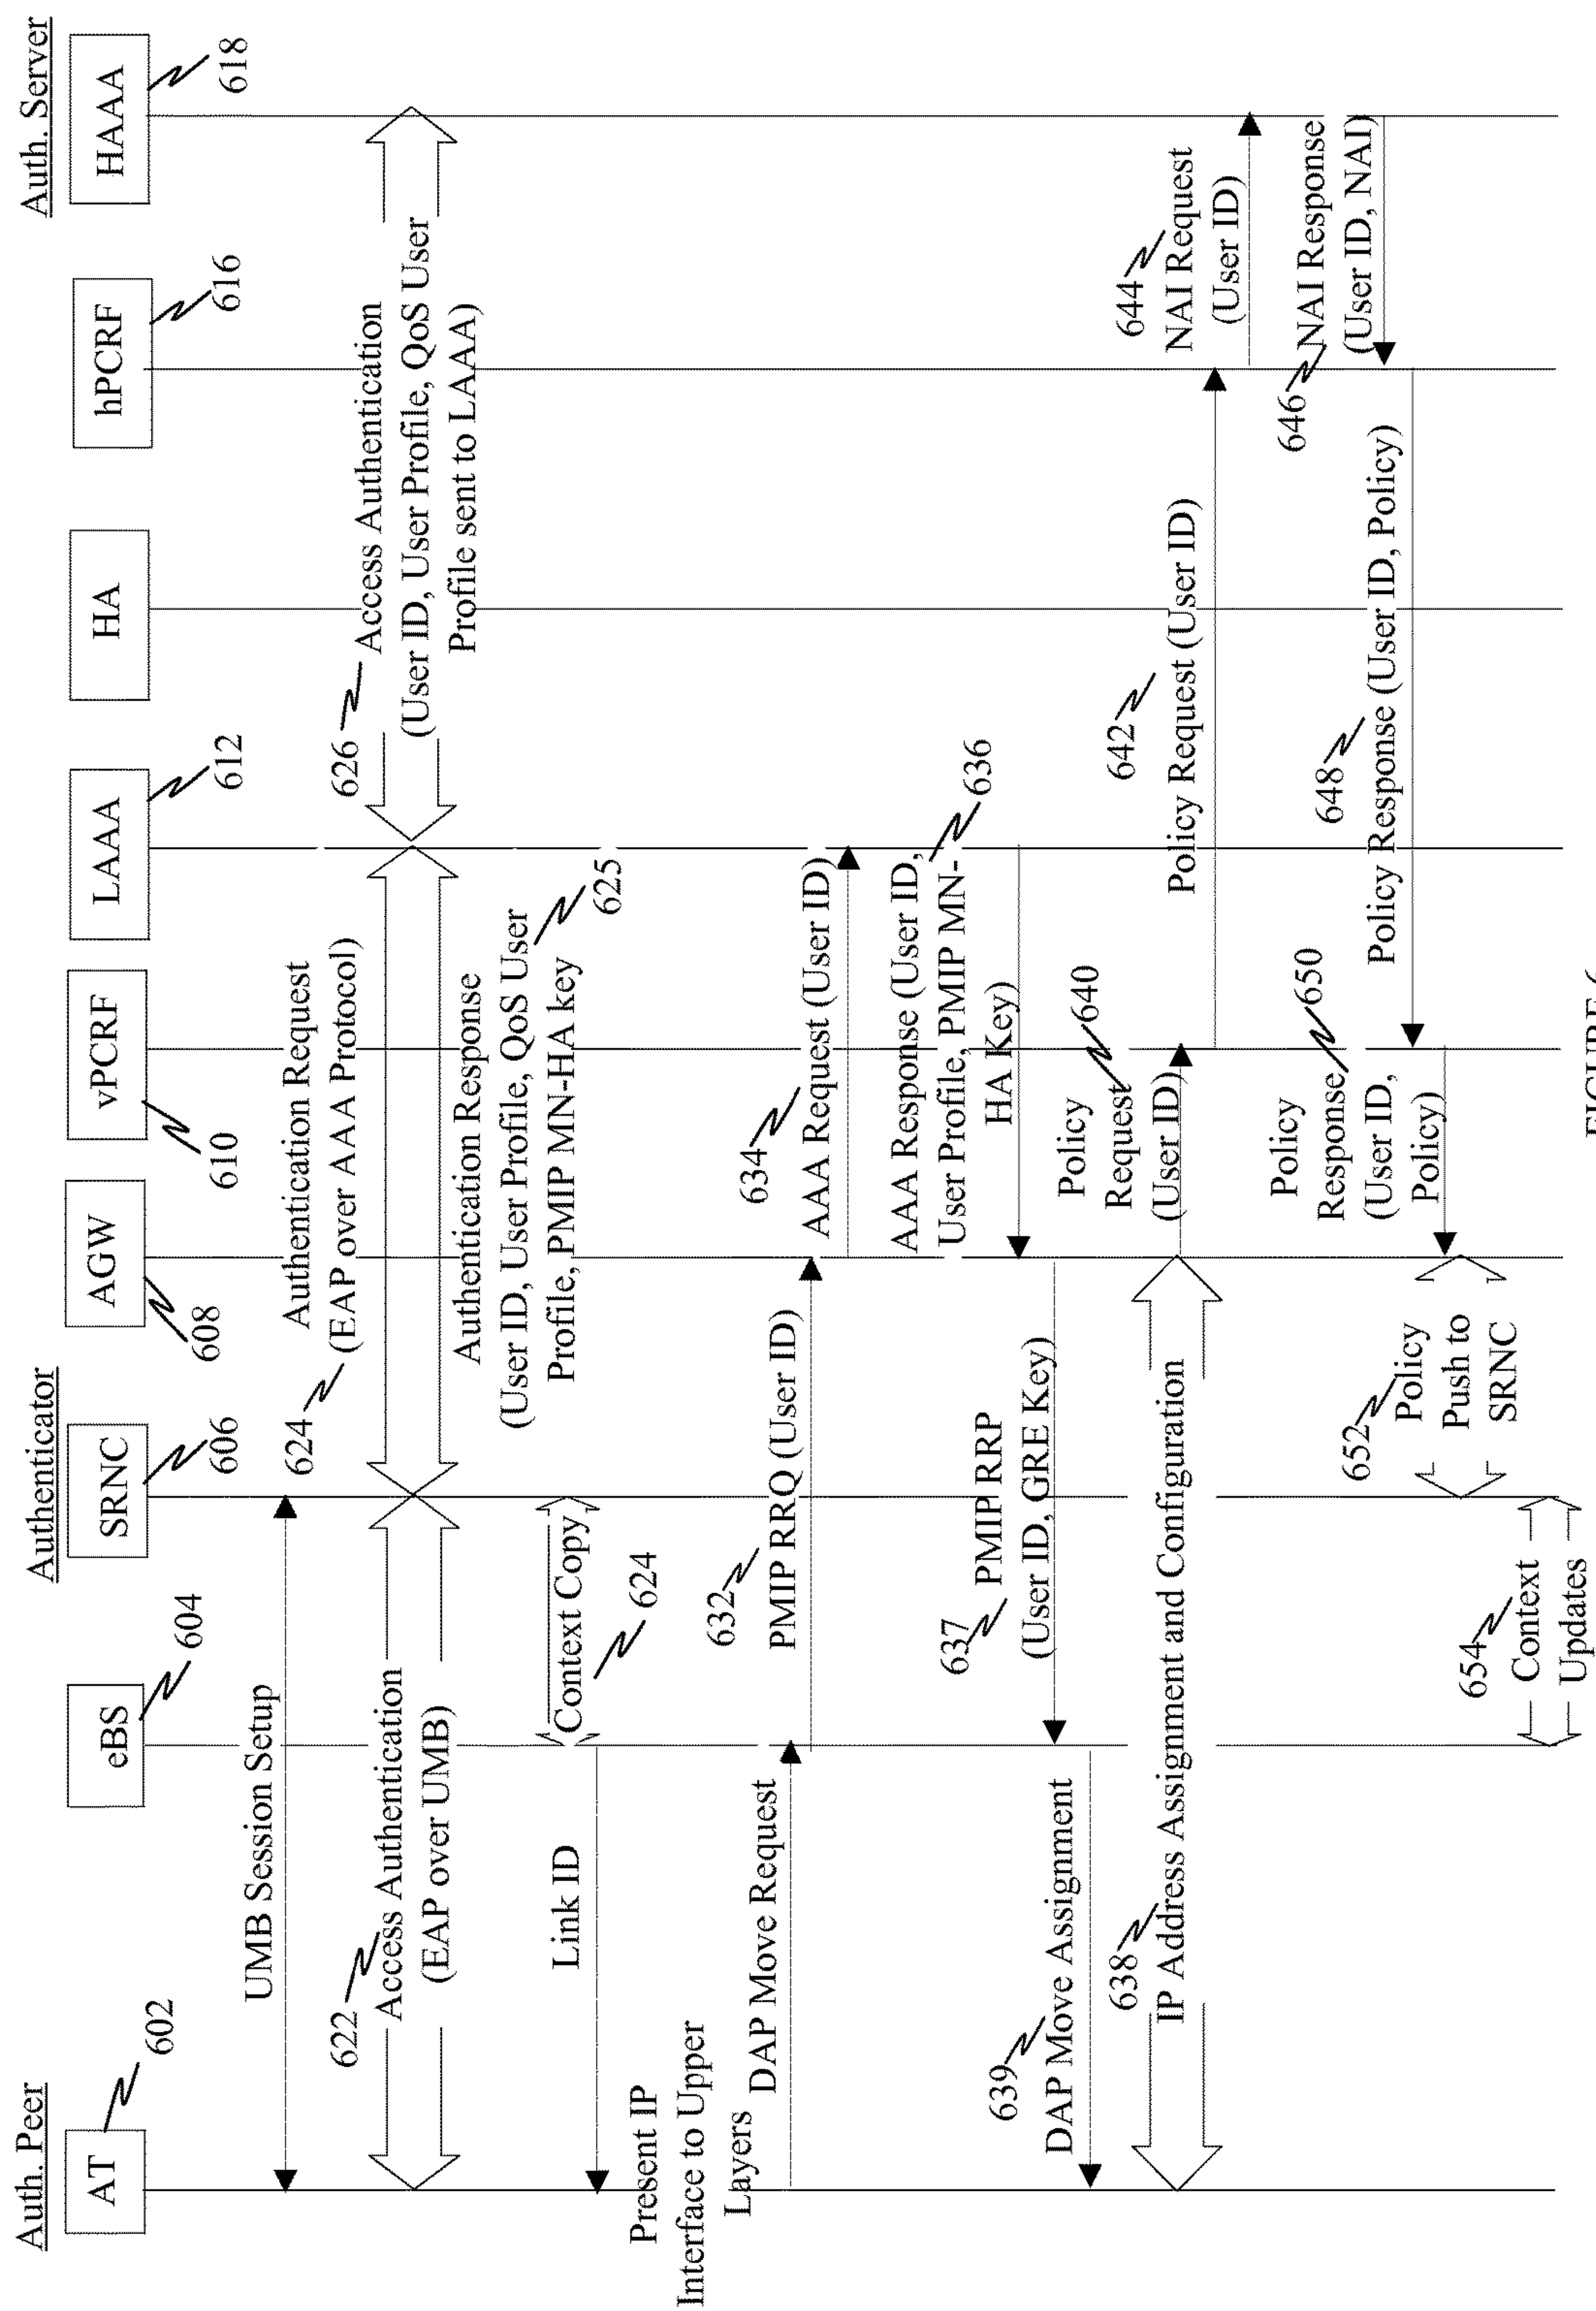 Auth. Peer
Authenticator
Auth. Server
AT
eBS
SRNC
AGW
vPCRF
LAAA
HA
hPCRF
HAAA
602
604
606
608
610
612
616
618
UMB Session Setup
622
Access Authentication
(EAP over UMB)
624
Authentication Request
(EAP over AAA Protocol)
Authentication Response
(User ID, User Profile, QoS User
Profile, PMIP MN-HA key
625
626
Access Authentication
(User ID, User Profile, QoS User
Profile sent to LAAA)
Context Copy
624
Link ID
Present IP
Interface to Upper
Layers
DAP Move Request
632
PMIP RRQ (User ID)
634
AAA Request (User ID)
AAA Response (User ID,
User Profile, PMIP MN-
HA Key)
636
637
PMIP RRP
(User ID, GRE Key)
639
DAP Move Assignment
638
IP Address Assignment and Configuration
Policy
Request
(User ID)
640
642
Policy Request (User ID)
644
NAI Request
(User ID)
646
NAI Response
(User ID, NAI)
648
Policy Response (User ID, Policy)
Policy
Response
(User ID,
Policy)
650
652
Policy
Push to
SRNC
654
Context
Updates
FIGURE 6